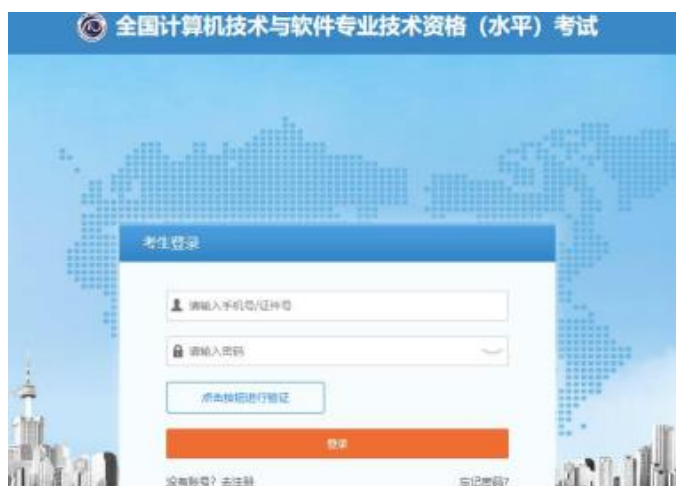 全国计算机技术与软件专业技术资格（水平）考试
考生登录
请输入手机号/证件号
请输入密码
点击按钮进行验证
登录
没有账号？去注册
忘记密码?